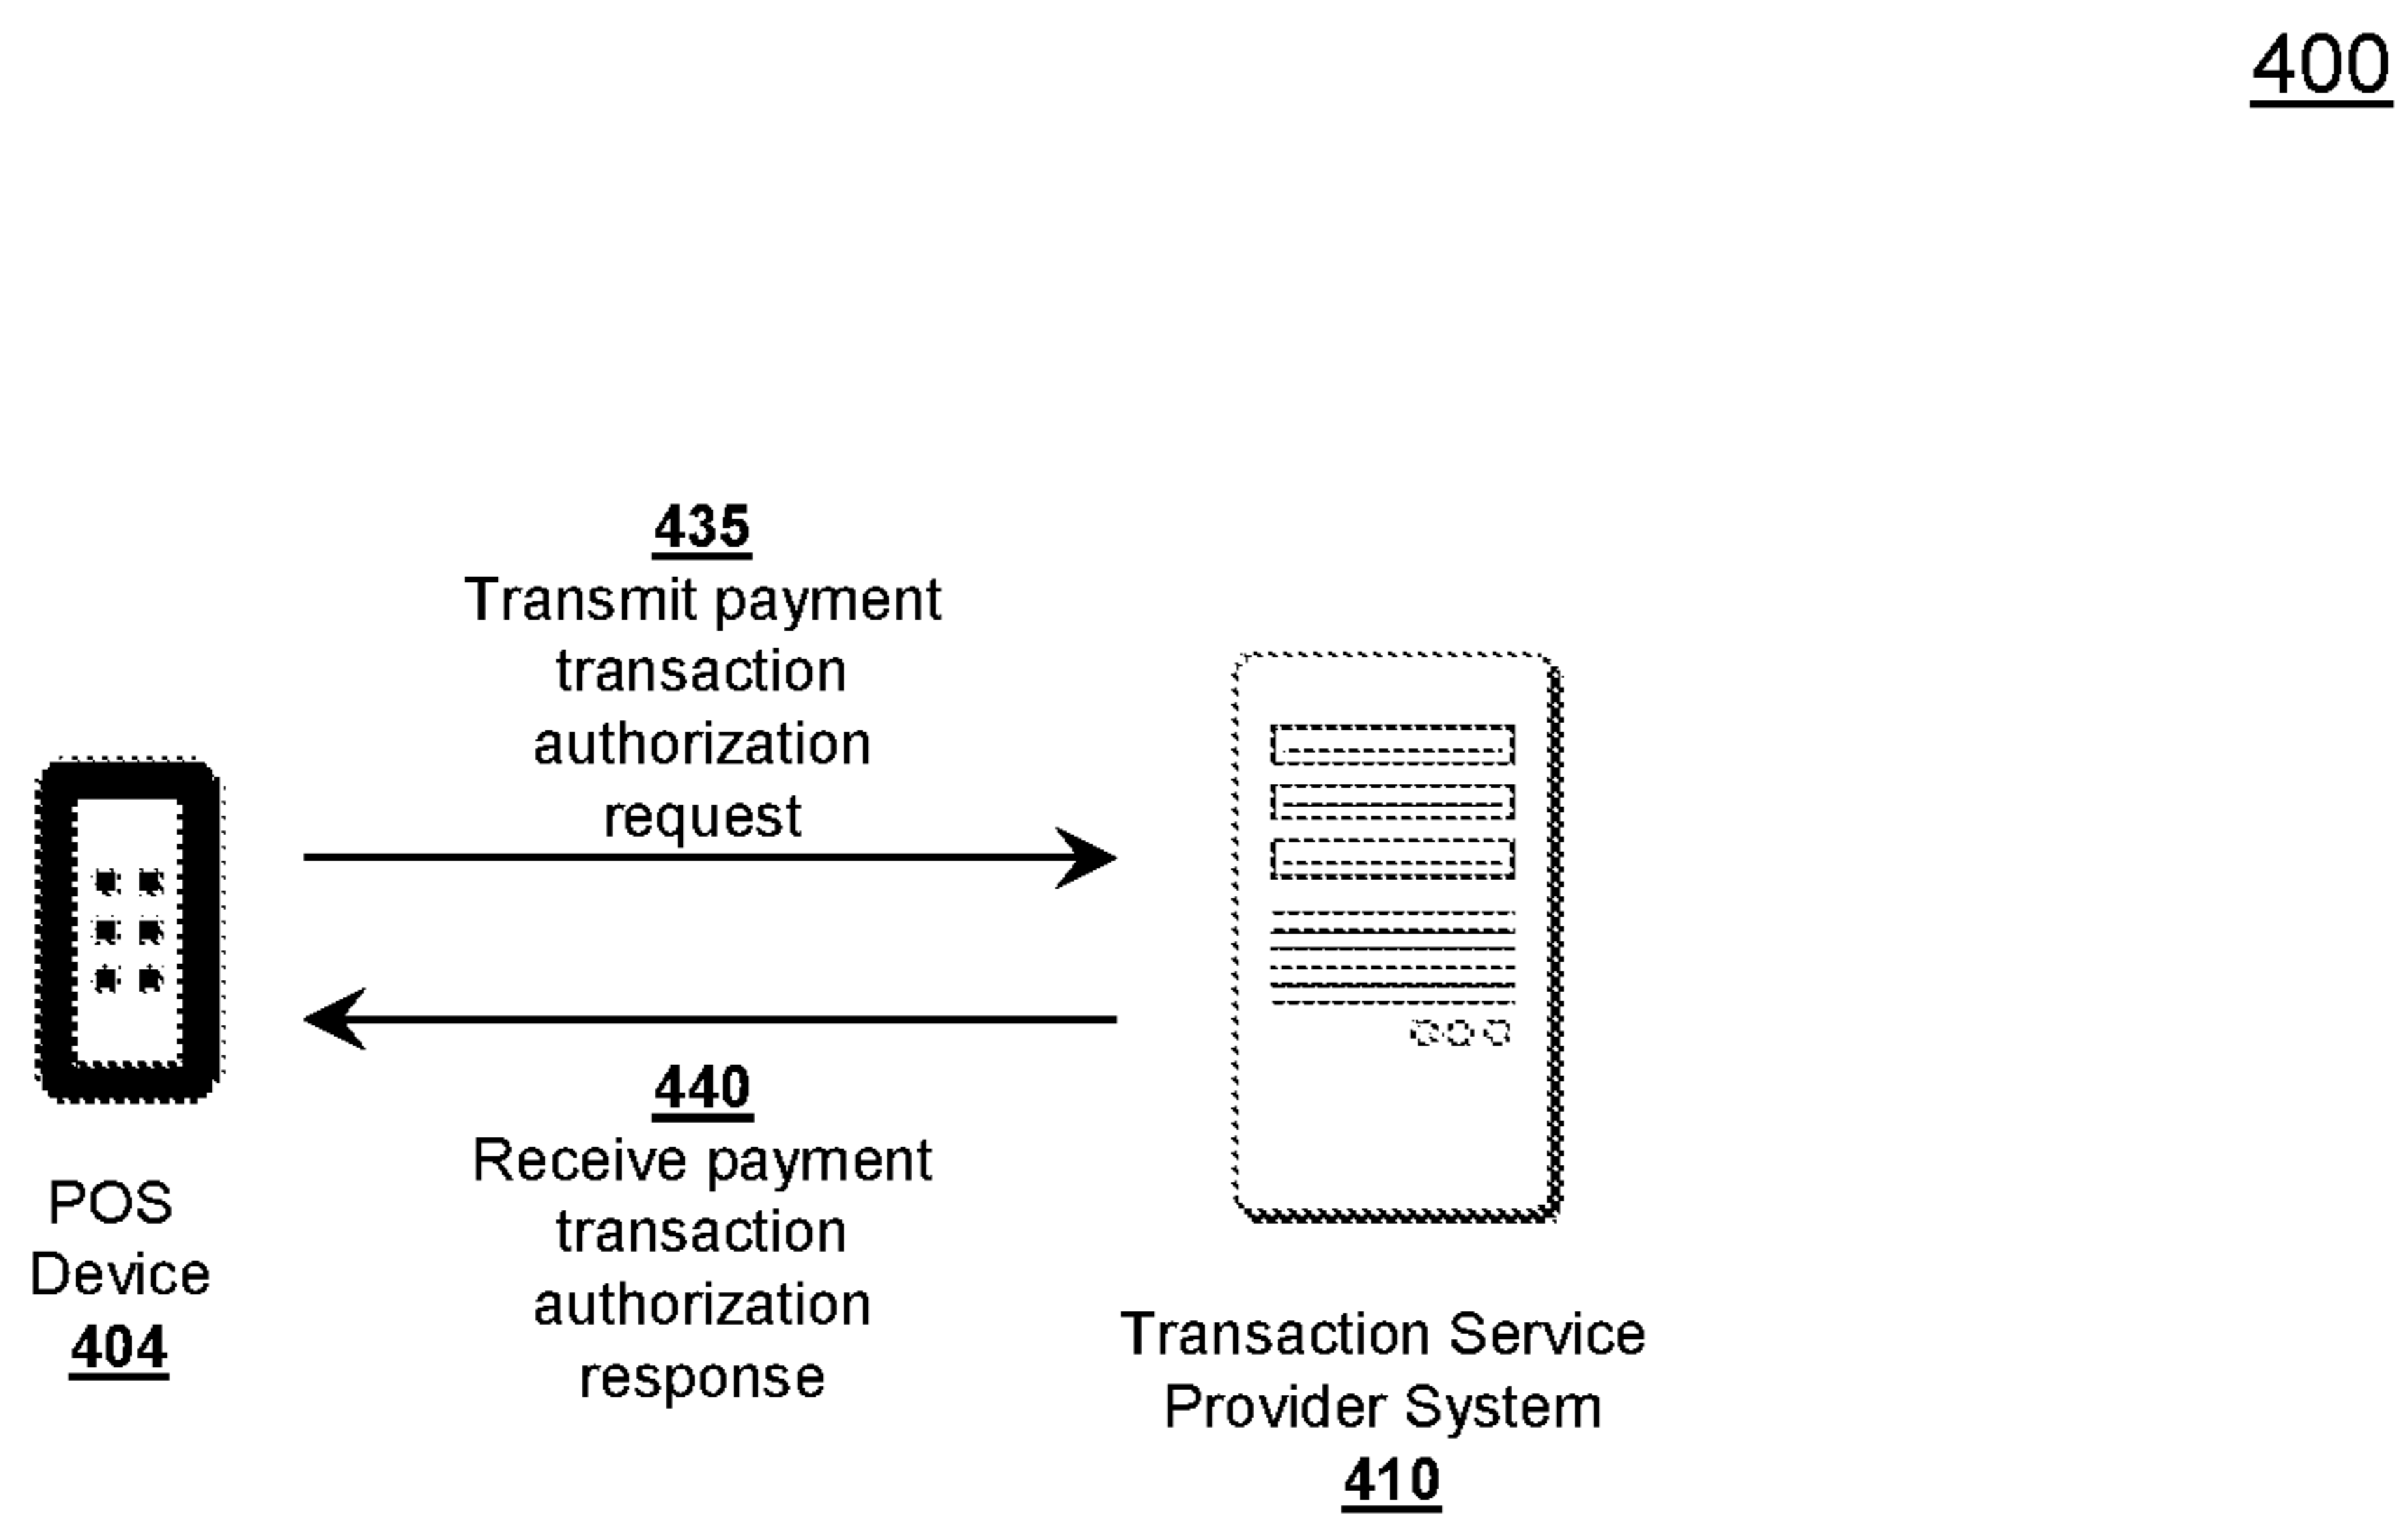 400
435
Transmit payment
transaction
authorization
request
440
Receive payment
transaction
authorization
response
POS
Device
404
Transaction Service
Provider System
410